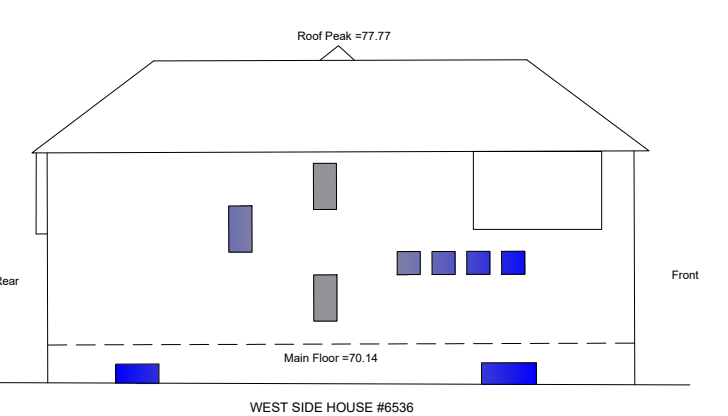 Roof Peak =77.77
Rear
Front
Main Floor =70.14
WEST SIDE HOUSE #6536